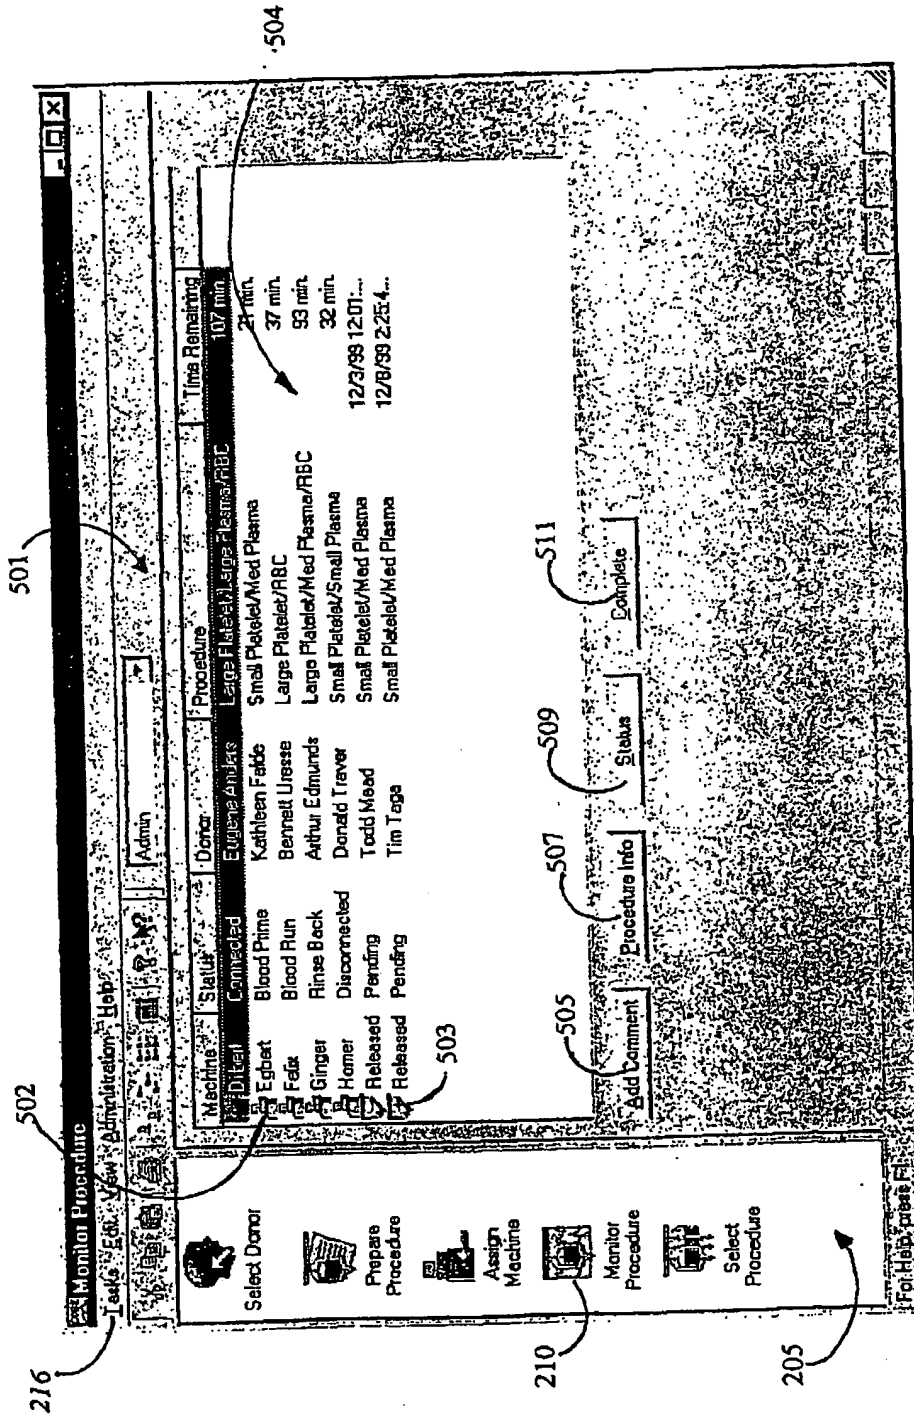 501
502
504
216
Monitor Procedure
Tasks Edit View Administration Help
Admin
Select Donor
Prepare Procedure
Assign Machine
Monitor Procedure
Select Procedure
210
205
Machine Status Donor Procedure Time Remaining
Dilbert Connected Eugene Anders Large Platelet/Large Plasma/RBC 107 min.
Egbert Blood Prime Kathleen Falde Small Platelet/Med Plasma 21 min.
Felix Blood Run Bennett Uresse Large Platelet/RBC 37 min.
Ginger Rinse Back Arthur Edmunds Large Platelet/Med Plasma/RBC 93 min.
Homer Disconnected Donald Traver Small Platelet/Small Plasma 32 min.
Released Pending Todd Mead Small Platelet/Med Plasma 12/3/99 12:01:...
Released Pending Tim Tega Small Platelet/Med Plasma 12/8/99 2:25:4...
503
505
507
509
511
Add Comment Procedure Info Status Complete
For Help, press F1